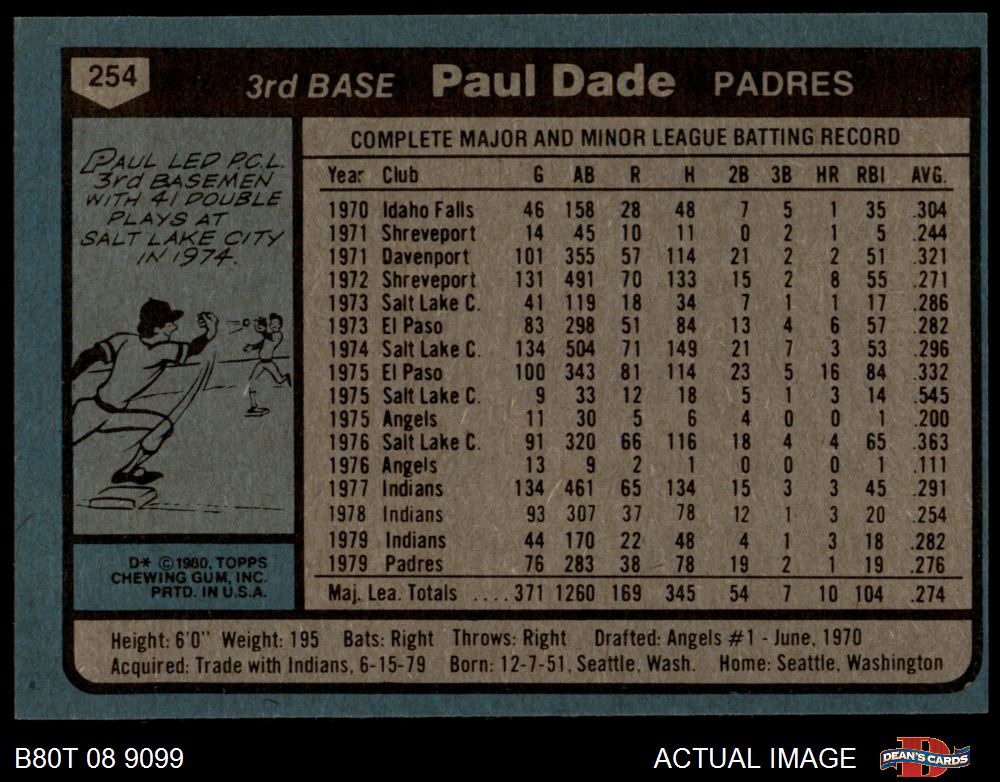 254 3rd BASE Paul Dade PADRES
PAUL LED P.C.L.
3rd BASEMEN
WITH 41 DOUBLE
PLAYS AT
SALT LAKE CITY
IN 1974.
D* ©1980, TOPPS
CHEWING GUM, INC.
PRTD. IN U.S.A.
COMPLETE MAJOR AND MINOR LEAGUE BATTING RECORD
Year Club G AB R H 2B 3B HR RBI AVG.
1970 Idaho Falls 46 158 28 48 7 5 1 35 .304
1971 Shreveport 14 45 10 11 0 2 1 5 .244
1971 Davenport 101 355 57 114 21 2 2 51 .321
1972 Shreveport 131 491 70 133 15 2 8 55 .271
1973 Salt Lake C. 41 119 18 34 7 1 1 17 .286
1973 El Paso 83 298 51 84 13 4 6 57 .282
1974 Salt Lake C. 134 504 71 149 21 7 3 53 .296
1975 El Paso 100 343 81 114 23 5 16 84 .332
1975 Salt Lake C. 9 33 12 18 5 1 3 14 .545
1975 Angels 11 30 5 6 4 0 0 1 .200
1976 Salt Lake C. 91 320 66 116 18 4 4 65 .363
1976 Angels 13 9 2 1 0 0 0 1 .111
1977 Indians 134 461 65 134 15 3 3 45 .291
1978 Indians 93 307 37 78 12 1 3 20 .254
1979 Indians 44 170 22 48 4 1 3 18 .282
1979 Padres 76 283 38 78 19 2 1 19 .276
Maj. Lea. Totals ....371 1260 169 345 54 7 10 104 .274
Height: 6'0" Weight: 195 Bats: Right Throws: Right Drafted: Angels #1 - June, 1970
Acquired: Trade with Indians, 6-15-79 Born: 12-7-51, Seattle, Wash. Home: Seattle, Washington
B80T 08 9099 ACTUAL IMAGE DEAN'S CARDS